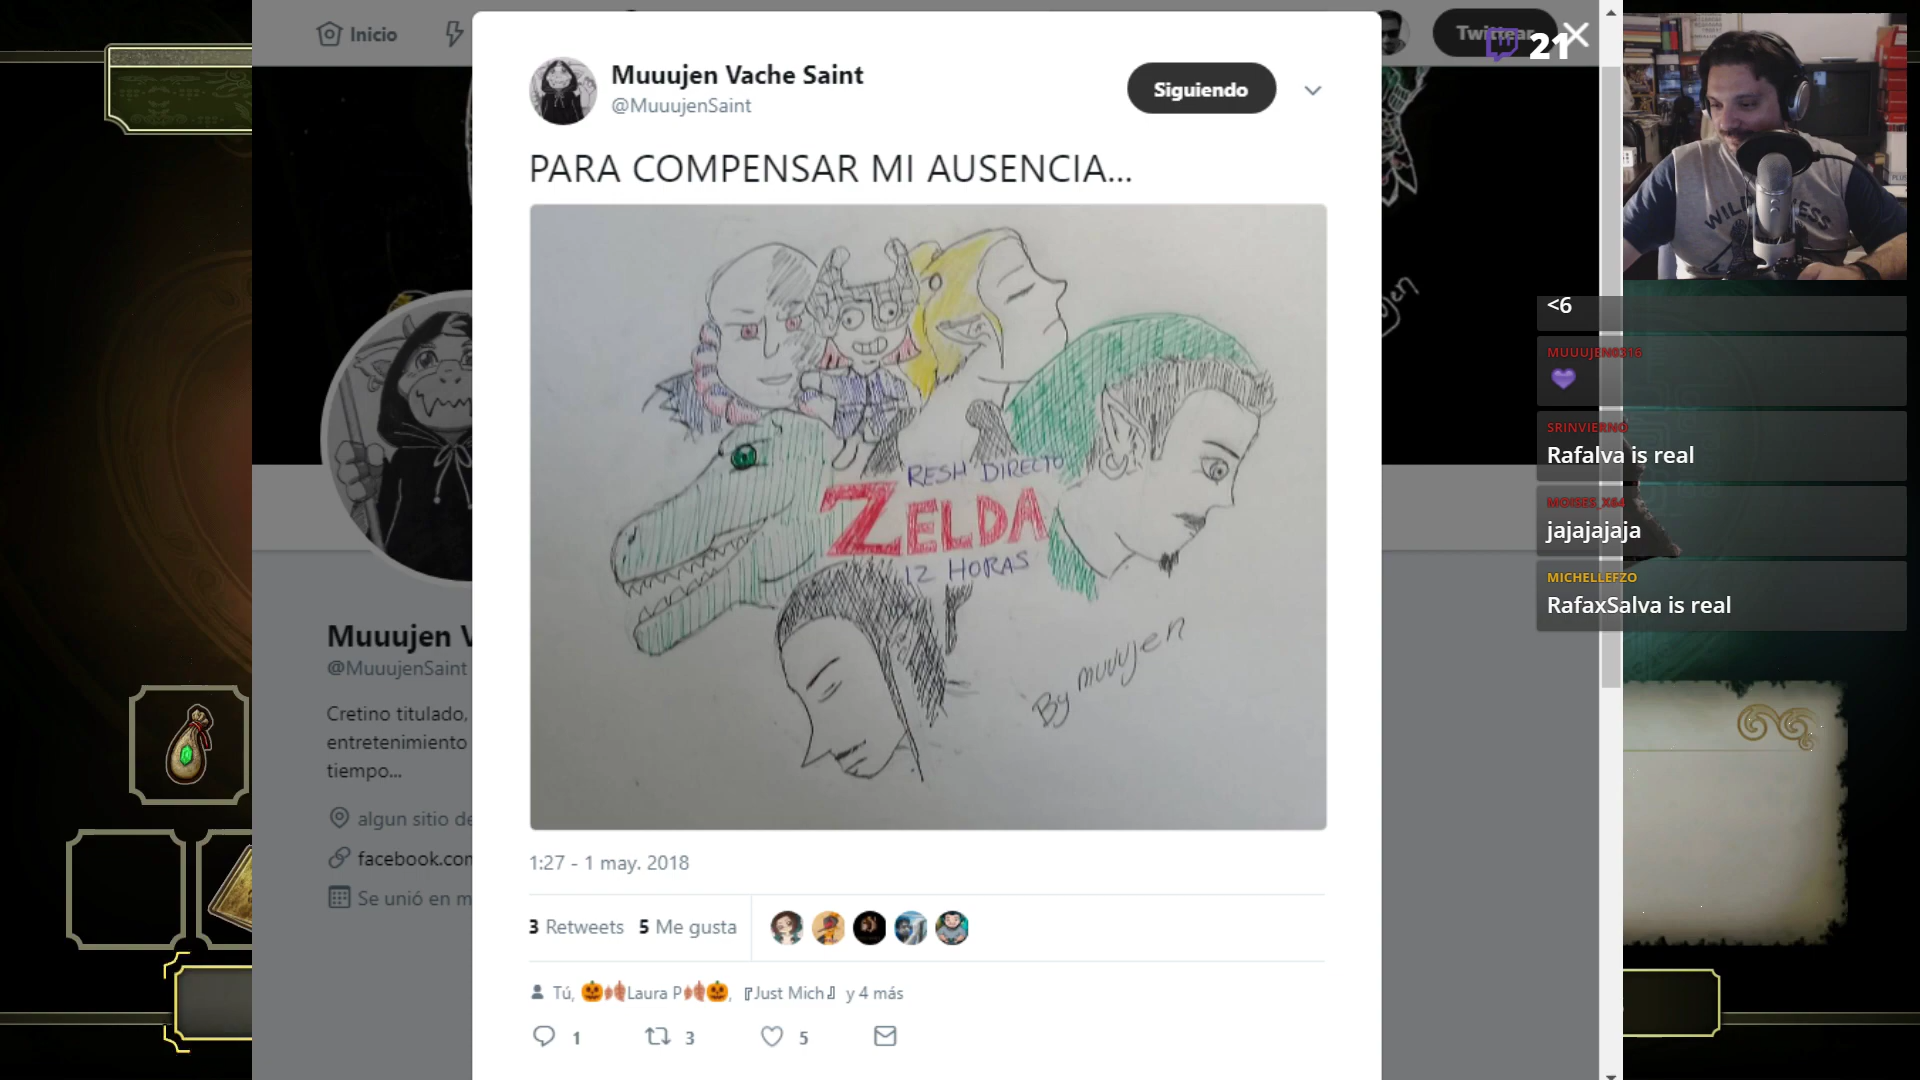 Inicio
Twittear
21
Muuujen Vache Saint
@MuuujenSaint
Siguiendo
PARA COMPENSAR MI AUSENCIA...
WILDERNESS
RESH DIRECTO
ZELDA
12 HORAS
By muuujen
<6
MUUUJEN0316
SRINVIERNO
Rafalva is real
MOISES_X64
jajajajaja
MICHELLEFZO
RafaxSalva is real
Muuujen V
@MuuujenSaint
Cretino titulado,
entretenimiento
tiempo...
algun sitio de
facebook.com
Se unió en m
1:27 - 1 may. 2018
3 Retweets 5 Me gusta
Tú, Laura P, 『Just Mich』 y 4 más
1 3 5